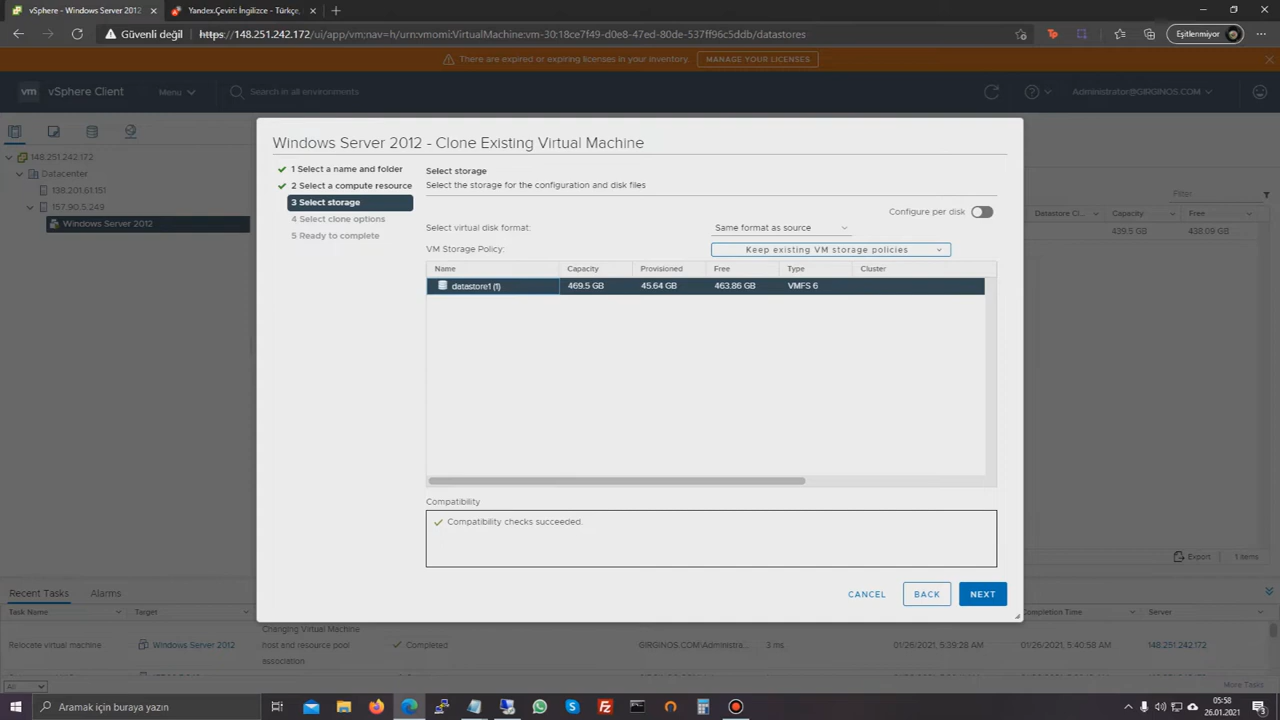 vSphere - Windows Server 2012 -
Yandex.Çeviri: İngilizce - Türkçe,
Güvenli değil
https://148.251.242.172/ui/app/vm;nav=h/urn:vmomi:VirtualMachine:vm-30:18ce7f49-d0e8-47ed-80de-537ff96c5ddb/datastores
Eşitlenmiyor
There are expired or expiring licenses in your inventory.
MANAGE YOUR LICENSES
vm
vSphere Client
Menu
Search in all environments
Administrator@GIRGINOS.COM
148.251.242.172
Datacenter
138.201.61.151
157.90.5.249
Windows Server 2012
Windows Server 2012 - Clone Existing Virtual Machine
1 Select a name and folder
2 Select a compute resource
3 Select storage
4 Select clone options
5 Ready to complete
Select storage
Select the storage for the configuration and disk files
Configure per disk
Select virtual disk format:
Same format as source
VM Storage Policy:
Keep existing VM storage policies
Name Capacity Provisioned Free Type Cluster
datastore1 (1) 469.5 GB 45.64 GB 463.86 GB VMFS 6
Compatibility
Compatibility checks succeeded.
CANCEL BACK NEXT
Filter
Datastore Cl... Capacity Free
439.5 GB 438.09 GB
Export
1 items
Recent Tasks Alarms
Task Name Target Completion Time Server
Relocate virtual machine
Windows Server 2012
Changing Virtual Machine
host and resource pool
association
Completed
GIRGINOS.COM\Administra...
3 ms
01/26/2021, 5:39:28 AM
01/26/2021, 5:40:58 AM
148.251.242.172
All
More Tasks
Aramak için buraya yazın
05:58
26.01.2021